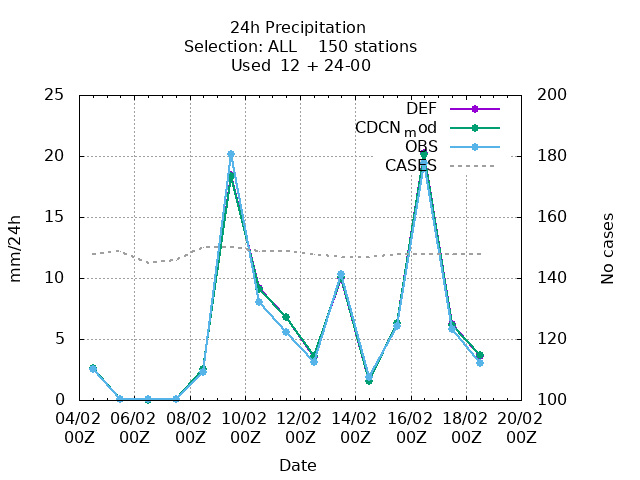 24h Precipitation
Selection: ALL    150 stations
Used  12 + 24-00
25
20
15
10
5
0
mm/24h
200
180
160
140
120
100
No cases
DEF
CDCN mod
OBS
CASES
04/02 06/02 08/02 10/02 12/02 14/02 16/02 18/02 20/02
00Z 00Z 00Z 00Z 00Z 00Z 00Z 00Z 00Z
Date